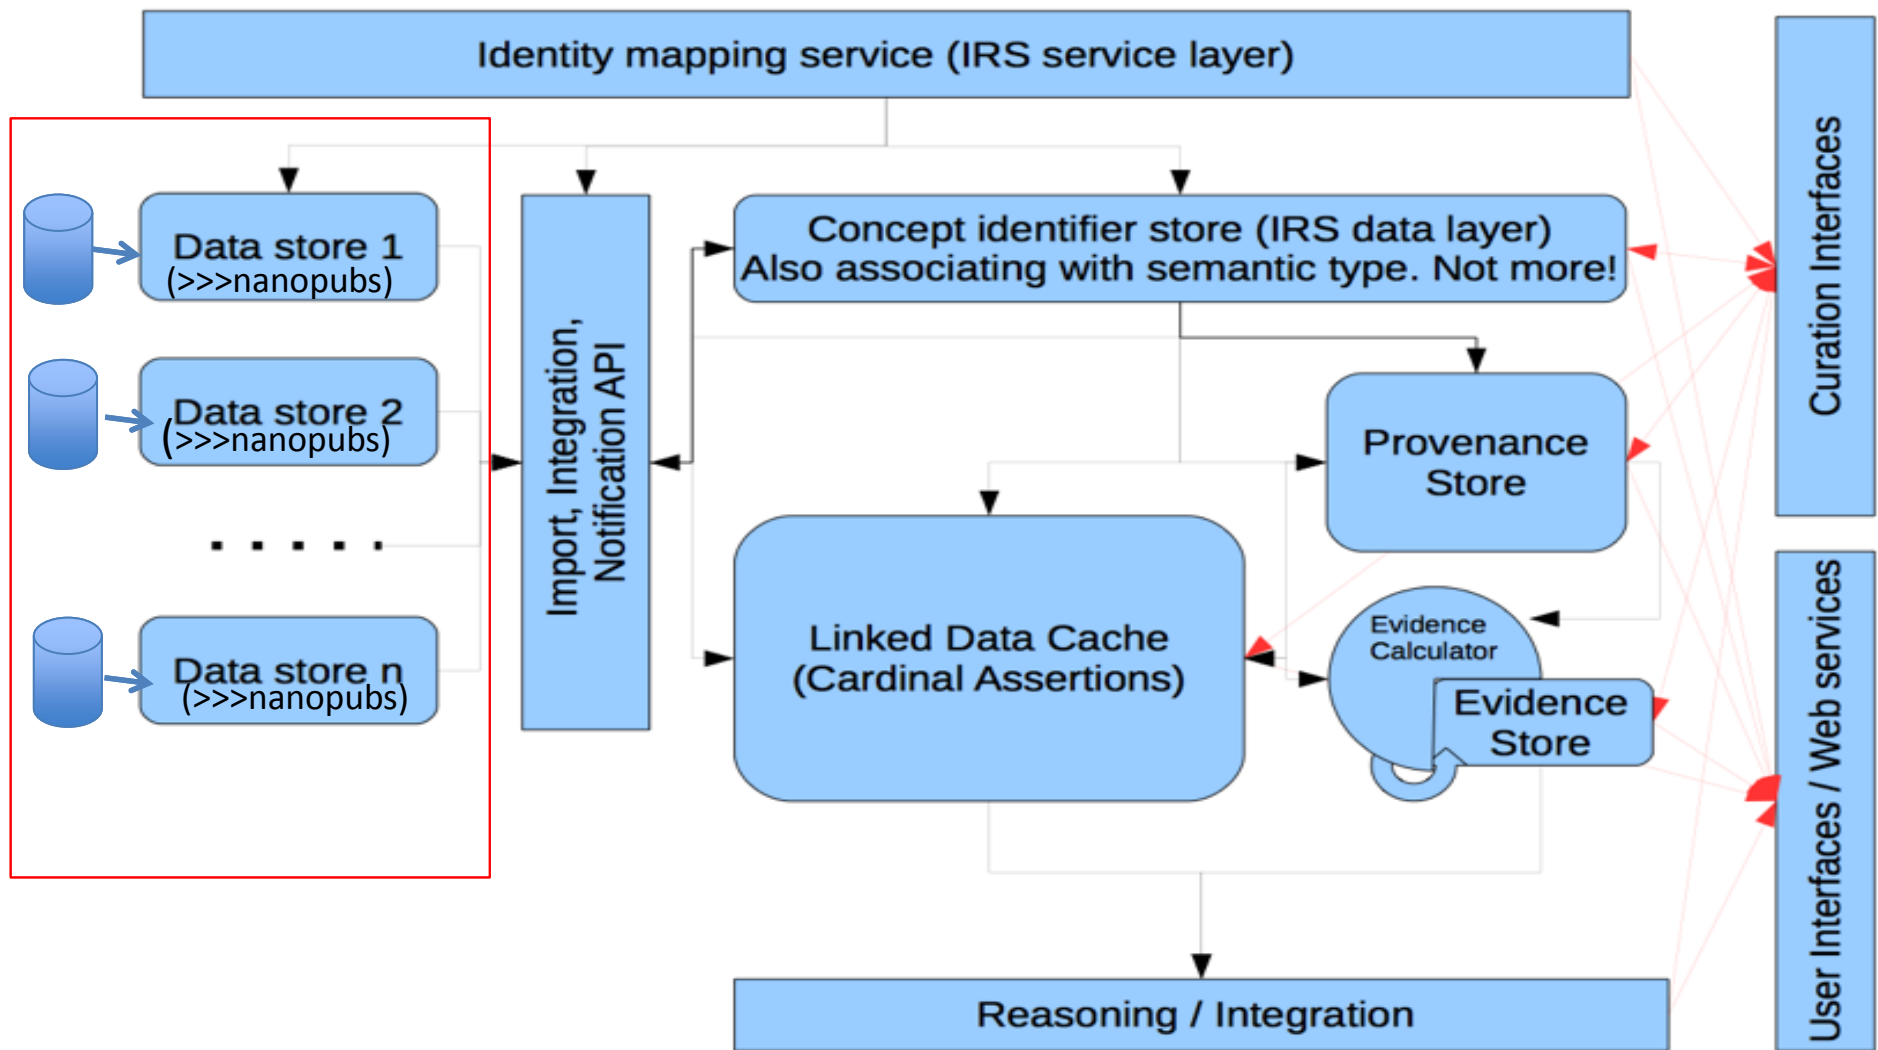 Identity mapping service (IRS service layer)
Data store 1
(>>>nanopubs)
Data store 2
(>>>nanopubs)
Data store n
(>>>nanopubs)
Import, Integration,
Notification API
Concept identifier store (IRS data layer)
Also associating with semantic type. Not more!
Provenance
Store
Linked Data Cache
(Cardinal Assertions)
Evidence
Calculator
Evidence
Store
Reasoning / Integration
Curation Interfaces
User Interfaces / Web services